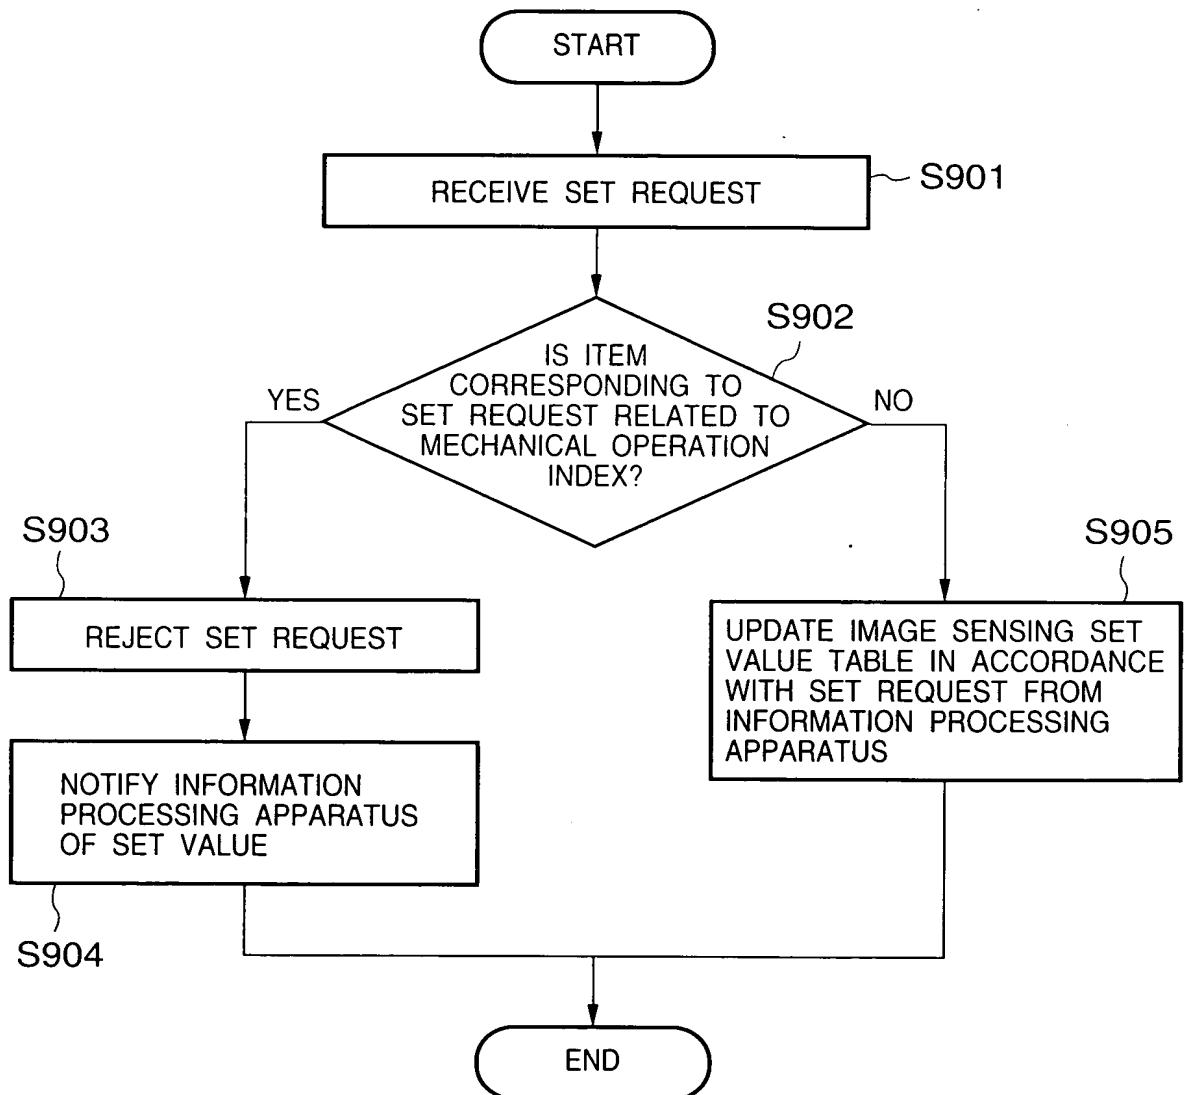 START
RECEIVE SET REQUEST
S901
S902
IS ITEM
CORRESPONDING TO
SET REQUEST RELATED TO
MECHANICAL OPERATION
INDEX?
YES
NO
S903
REJECT SET REQUEST
S905
UPDATE IMAGE SENSING SET
VALUE TABLE IN ACCORDANCE
WITH SET REQUEST FROM
INFORMATION PROCESSING
APPARATUS
NOTIFY INFORMATION
PROCESSING APPARATUS
OF SET VALUE
S904
END